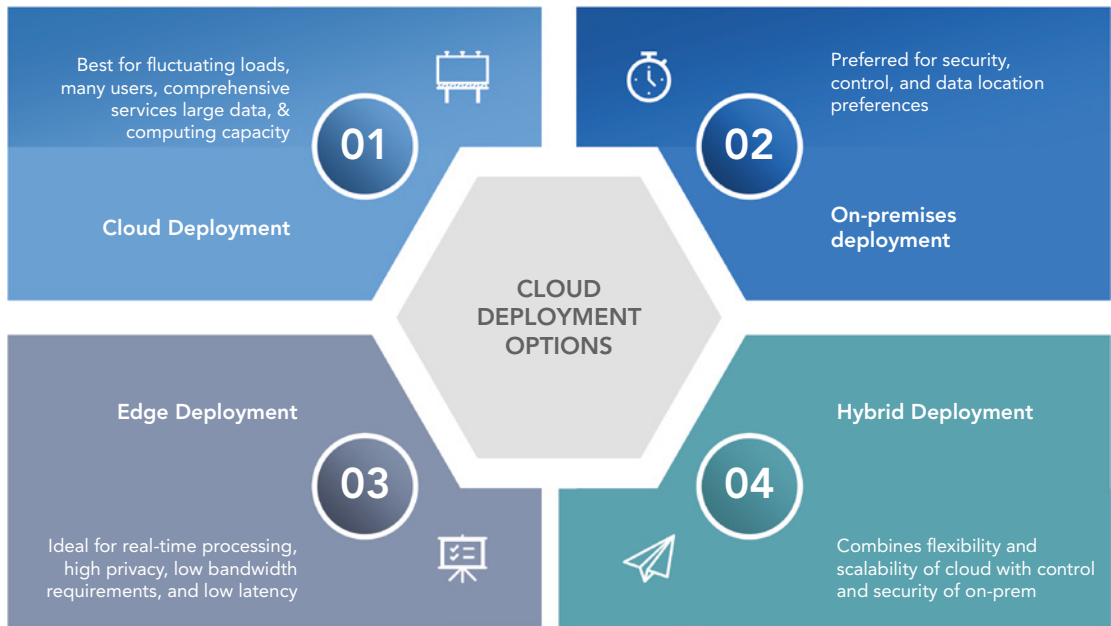 Best for fluctuating loads,
many users, comprehensive
services large data, &
computing capacity
01
Cloud Deployment
Preferred for security,
control, and data location
preferences
02
On-premises
deployment
CLOUD
DEPLOYMENT
OPTIONS
Edge Deployment
03
Ideal for real-time processing,
high privacy, low bandwidth
requirements, and low latency
Hybrid Deployment
04
Combines flexibility and
scalability of cloud with control
and security of on-prem